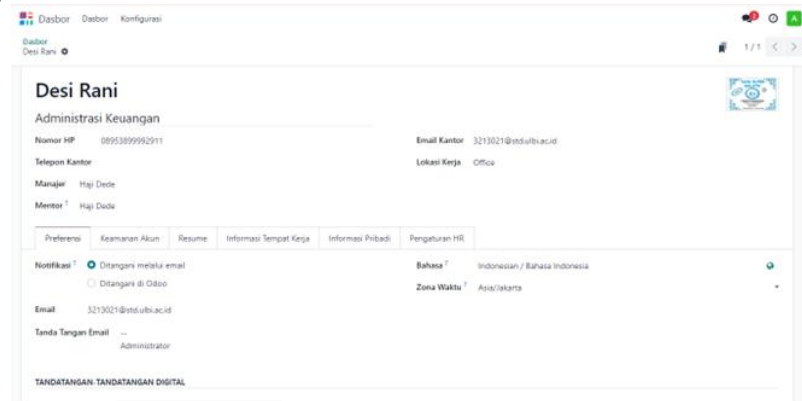 Dasbor Dasbor Konfigurasi 2 A
Dasbor
Desi Rani 1/1
Desi Rani
Administrasi Keuangan
Nomor HP 08953899992911 Email Kantor 3213021@std.ulbi.ac.id
Telepon Kantor Lokasi Kerja Office
Manajer Haji Dede
Mentor ? Haji Dede
Preferensi Keamanan Akun Resume Informasi Tempat Kerja Informasi Pribadi Pengaturan HR
Notifikasi ? Ditangani melalui email Bahasa ? Indonesian / Bahasa Indonesia
Ditangani di Odoo Zona Waktu ? Asia/Jakarta
Email 3213021@std.ulbi.ac.id
Tanda Tangan Email --
Administrator
TANDATANGAN-TANDATANGAN DIGITAL